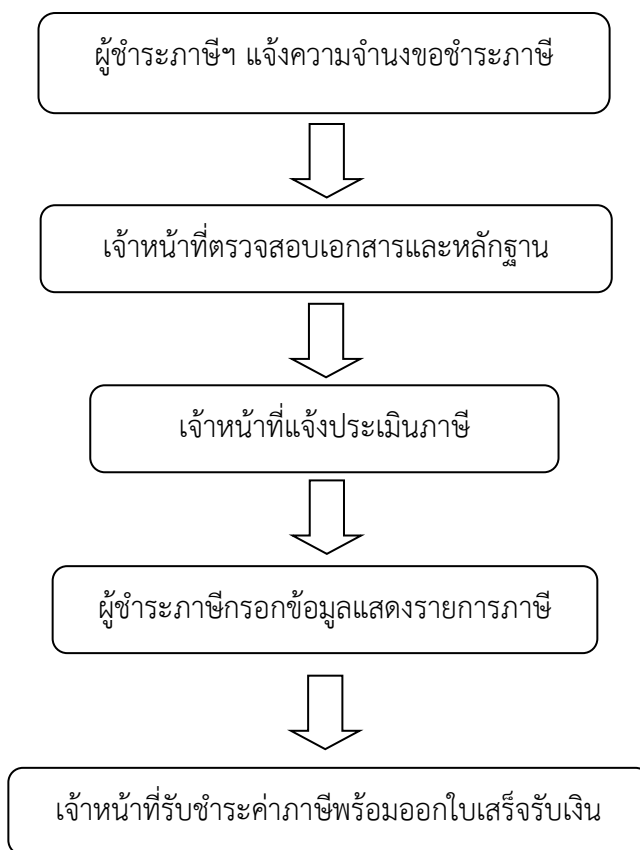 ผู้ชำระภาษีฯ แจ้งความจำนงขอชำระภาษี
เจ้าหน้าที่ตรวจสอบเอกสารและหลักฐาน
เจ้าหน้าที่แจ้งประเมินภาษี
ผู้ชำระภาษีกรอกข้อมูลแสดงรายการภาษี
เจ้าหน้าที่รับชำระค่าภาษีพร้อมออกใบเสร็จรับเงิน